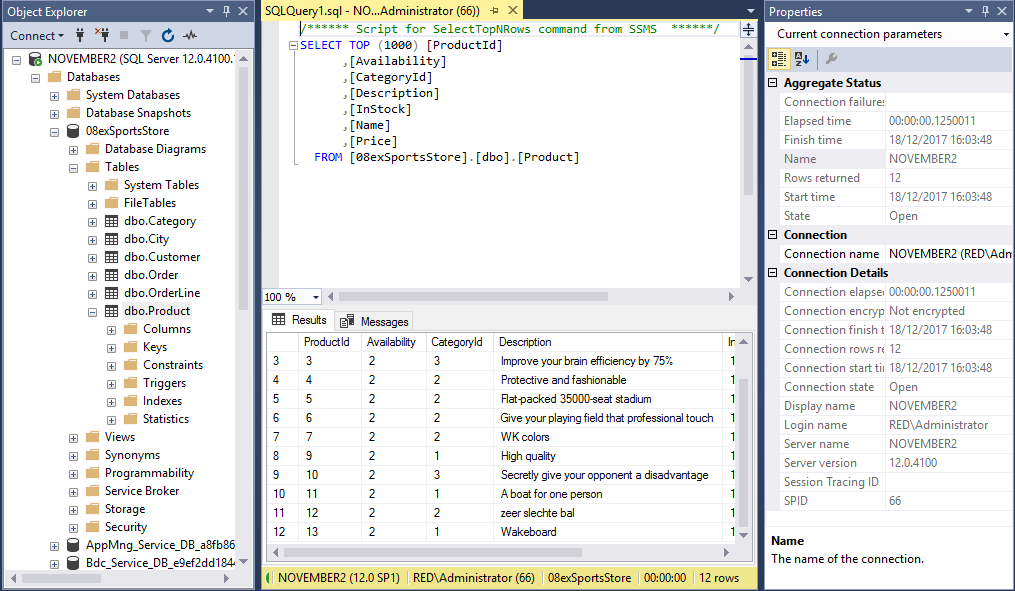 Object Explorer
Connect
NOVEMBER2 (SQL Server 12.0.4100.
Databases
System Databases
Database Snapshots
08exSportsStore
Database Diagrams
Tables
System Tables
FileTables
dbo.Category
dbo.City
dbo.Customer
dbo.Order
dbo.OrderLine
dbo.Product
Columns
Keys
Constraints
Triggers
Indexes
Statistics
Views
Synonyms
Programmability
Service Broker
Storage
Security
AppMng_Service_DB_a8fb86
Bdc_Service_DB_e9ef2dd184
SQLQuery1.sql - NO...Administrator (66))
/****** Script for SelectTopNRows command from SSMS ******/
SELECT TOP (1000) [ProductId]
,[Availability]
,[CategoryId]
,[Description]
,[InStock]
,[Name]
,[Price]
FROM [08exSportsStore].[dbo].[Product]
100 %
Results Messages
ProductId Availability CategoryId Description In
3 3 2 3 Improve your brain efficiency by 75% 1
4 4 2 2 Protective and fashionable 1
5 5 2 2 Flat-packed 35000-seat stadium 1
6 6 2 2 Give your playing field that professional touch 1
7 7 2 2 WK colors 1
8 9 2 1 High quality 1
9 10 2 3 Secretly give your opponent a disadvantage 1
10 11 2 1 A boat for one person 1
11 12 2 2 zeer slechte bal 1
12 13 2 1 Wakeboard 1
NOVEMBER2 (12.0 SP1) RED\Administrator (66) 08exSportsStore 00:00:00 12 rows
Properties
Current connection parameters
Aggregate Status
Connection failures
Elapsed time 00:00:00.1250011
Finish time 18/12/2017 16:03:48
Name NOVEMBER2
Rows returned 12
Start time 18/12/2017 16:03:48
State Open
Connection
Connection name NOVEMBER2 (RED\Adm
Connection Details
Connection elapse 00:00:00.1250011
Connection encryp Not encrypted
Connection finish t 18/12/2017 16:03:48
Connection rows re 12
Connection start ti 18/12/2017 16:03:48
Connection state Open
Display name NOVEMBER2
Login name RED\Administrator
Server name NOVEMBER2
Server version 12.0.4100
Session Tracing ID
SPID 66
Name
The name of the connection.